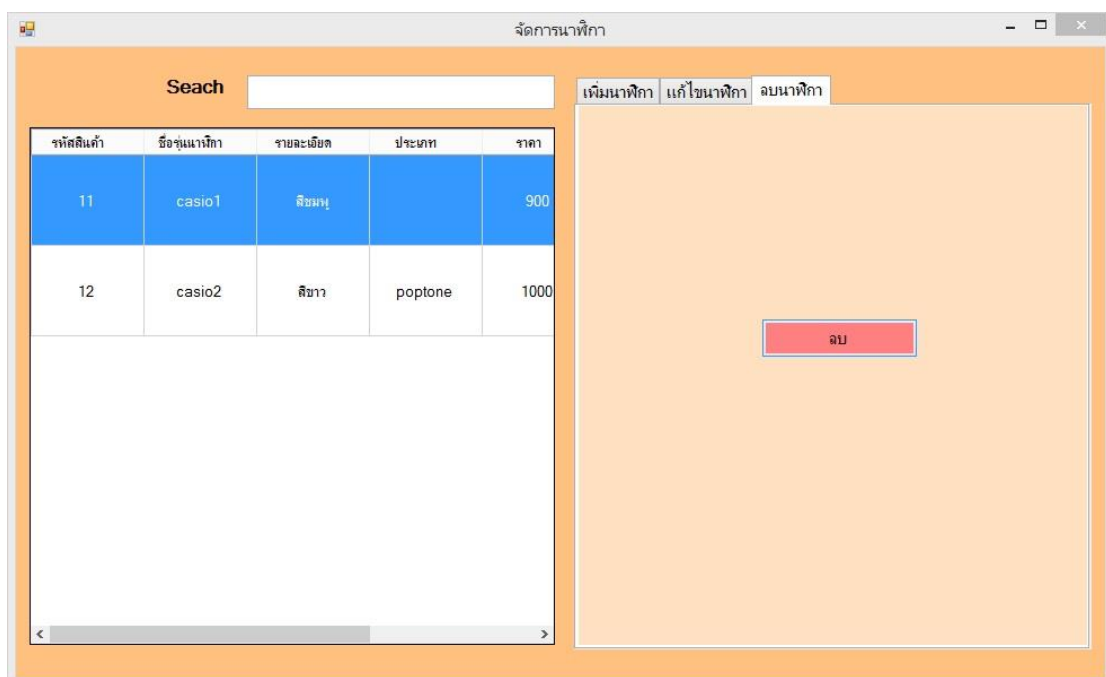 จัดการนาฬิกา
Seach
เพิ่มนาฬิกา แก้ไขนาฬิกา ลบนาฬิกา
รหัสสินค้า ชื่อรุ่นนาฬิกา รายละเอียด ประเภท ราคา
11 casio1 สีชมพู 900
12 casio2 สีขาว poptone 1000
ลบ